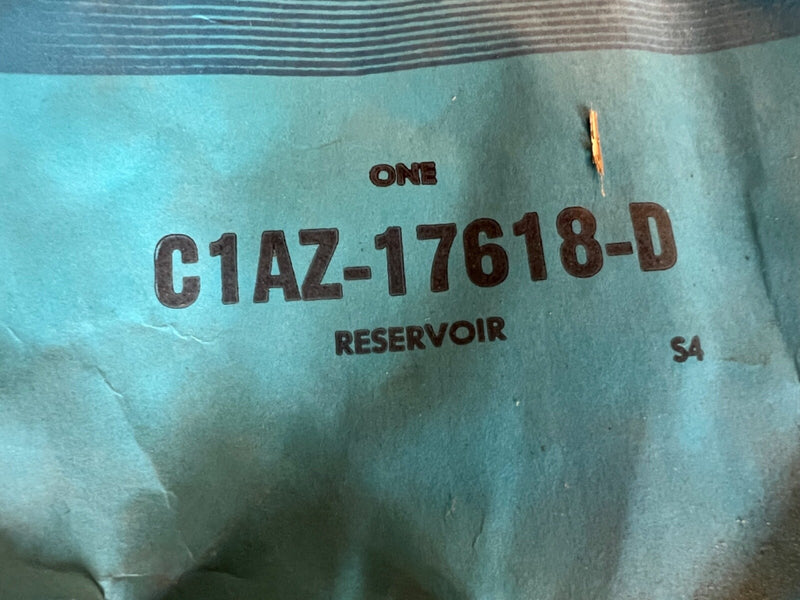 ONE
C1AZ-17618-D
RESERVOIR
S4